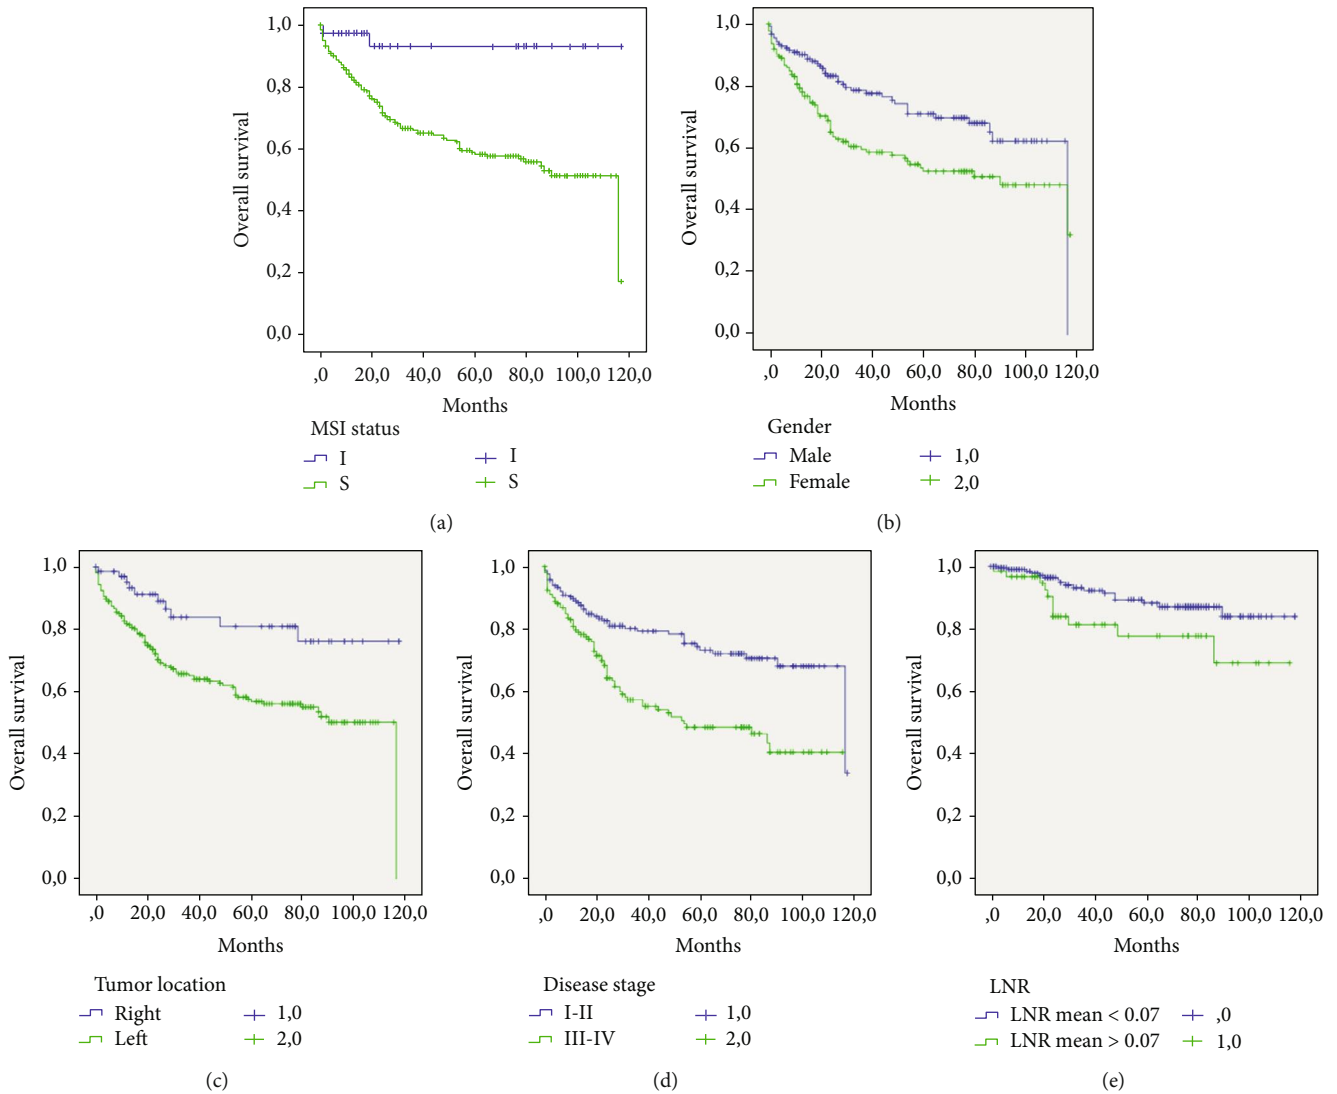 1,0
0,8
0,6
0,4
0,2
0,0
Overall survival
,0 20,0 40,0 60,0 80,0 100,0 120,0
Months
MSI status
I I
S S
(a)
1,0
0,8
0,6
0,4
0,2
0,0
Overall survival
,0 20,0 40,0 60,0 80,0 100,0 120,0
Months
Gender
Male 1,0
Female 2,0
(b)
1,0
0,8
0,6
0,4
0,2
0,0
Overall survival
,0 20,0 40,0 60,0 80,0 100,0 120,0
Months
Tumor location
Right 1,0
Left 2,0
(c)
1,0
0,8
0,6
0,4
0,2
0,0
Overall survival
,0 20,0 40,0 60,0 80,0 100,0 120,0
Months
Disease stage
I-II 1,0
III-IV 2,0
(d)
1,0
0,8
0,6
0,4
0,2
0,0
Overall survival
,0 20,0 40,0 60,0 80,0 100,0 120,0
Months
LNR
LNR mean < 0.07 ,0
LNR mean > 0.07 1,0
(e)